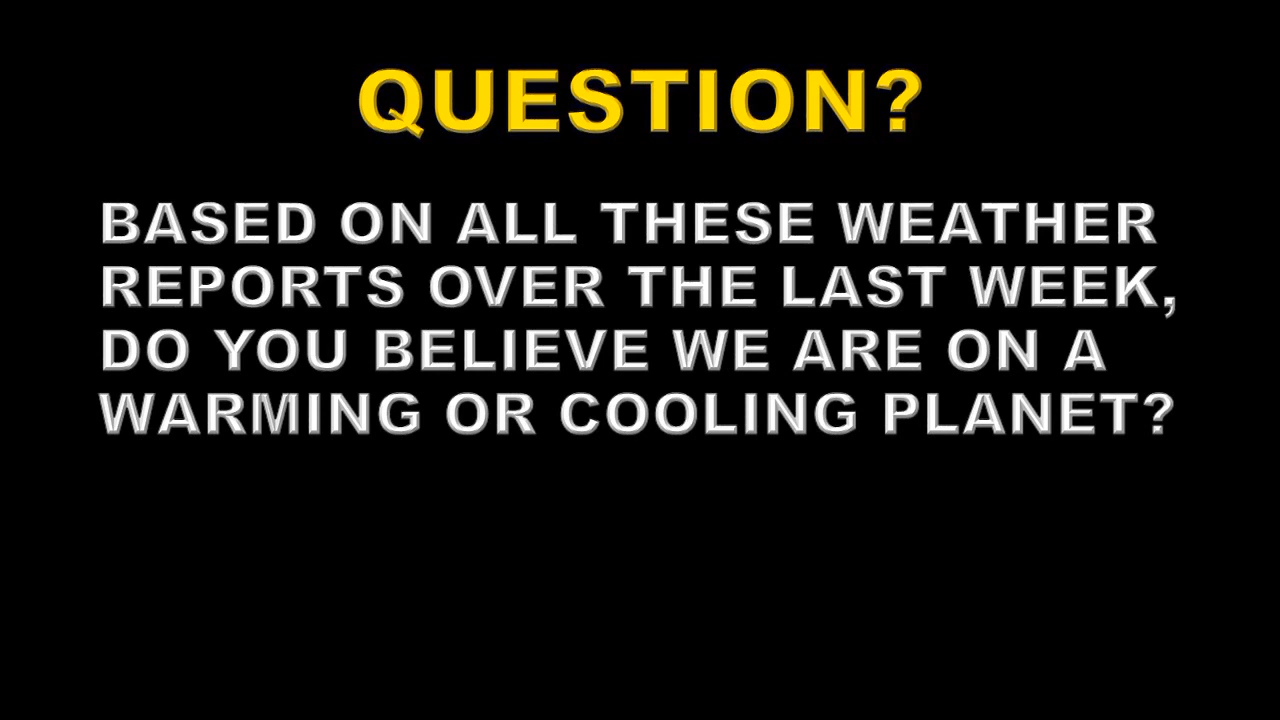 QUESTION?
BASED ON ALL THESE WEATHER
REPORTS OVER THE LAST WEEK,
DO YOU BELIEVE WE ARE ON A
WARMING OR COOLING PLANET?